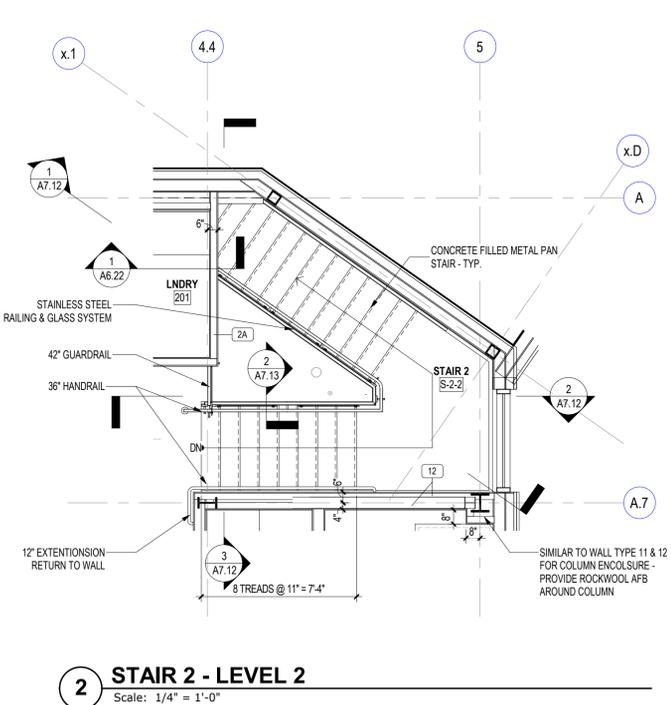 x.1
4.4
5
x.D
1
A7.12
A
6"
CONCRETE FILLED METAL PAN
STAIR - TYP.
1
A6.22
LNDRY
201
STAINLESS STEEL
RAILING & GLASS SYSTEM
2A
42" GUARDRAIL
2
A7.13
STAIR 2
S-2-2
36" HANDRAIL
2
A7.12
DN
12
6"
A.7
4"
8"
8"
12" EXTENTIONSION
RETURN TO WALL
3
A7.12
SIMILAR TO WALL TYPE 11 & 12
FOR COLUMN ENCOLSURE -
PROVIDE ROCKWOOL AFB
AROUND COLUMN
8 TREADS @ 11" = 7'-4"
2
STAIR 2 - LEVEL 2
Scale: 1/4" = 1'-0"